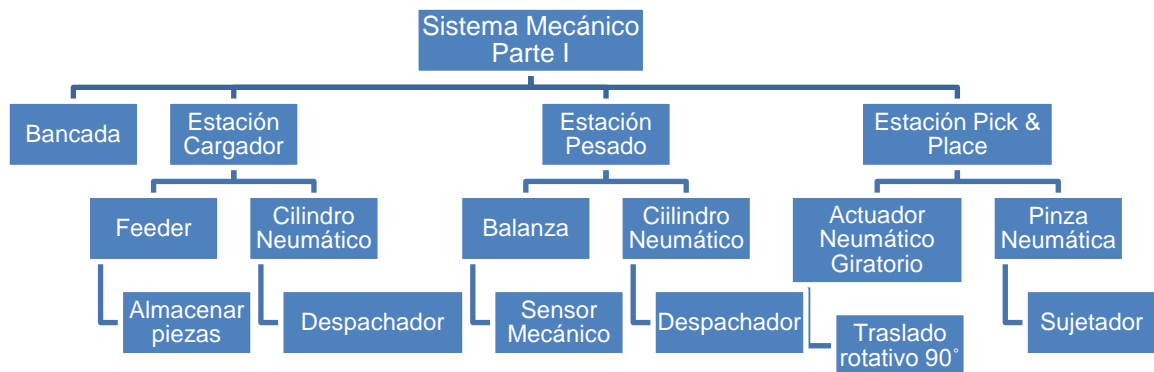 Sistema Mecánico
Parte I
Bancada
Estación
Cargador
Estación
Pesado
Estación Pick &
Place
Feeder
Cilindro
Neumático
Balanza
Ciilindro
Neumático
Actuador
Neumático
Giratorio
Pinza
Neumática
Almacenar
piezas
Despachador
Sensor
Mecánico
Despachador
Traslado
rotativo 90°
Sujetador